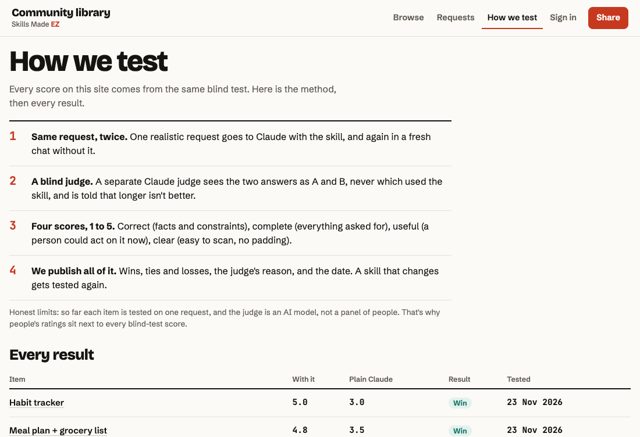 Community library
Skills Made EZ
Browse Requests How we test Sign in Share
How we test
Every score on this site comes from the same blind test. Here is the method,
then every result.
1 Same request, twice. One realistic request goes to Claude with the skill, and again in a fresh
chat without it.
2 A blind judge. A separate Claude judge sees the two answers as A and B, never which used the
skill, and is told that longer isn't better.
3 Four scores, 1 to 5. Correct (facts and constraints), complete (everything asked for), useful (a
person could act on it now), clear (easy to scan, no padding).
4 We publish all of it. Wins, ties and losses, the judge's reason, and the date. A skill that changes
gets tested again.
Honest limits: so far each item is tested on one request, and the judge is an AI model, not a panel of people. That's why
people's ratings sit next to every blind-test score.
Every result
Item With it Plain Claude Result Tested
Habit tracker 5.0 3.0 Win 23 Nov 2026
Meal plan + grocery list 4.8 3.5 Win 23 Nov 2026